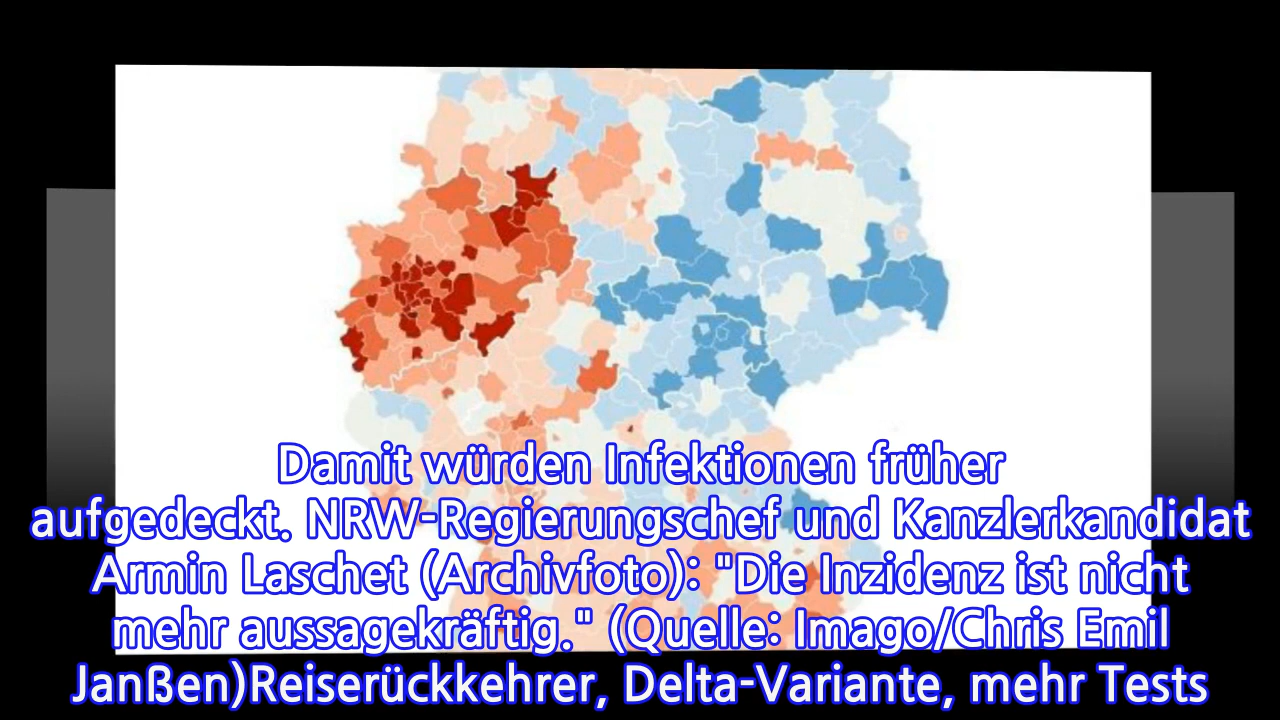 Damit würden Infektionen früher
aufgedeckt. NRW-Regierungschef und Kanzlerkandidat
Armin Laschet (Archivfoto): "Die Inzidenz ist nicht
mehr aussagekräftig." (Quelle: Imago/Chris Emil
Janßen)Reiserückkehrer, Delta-Variante, mehr Tests